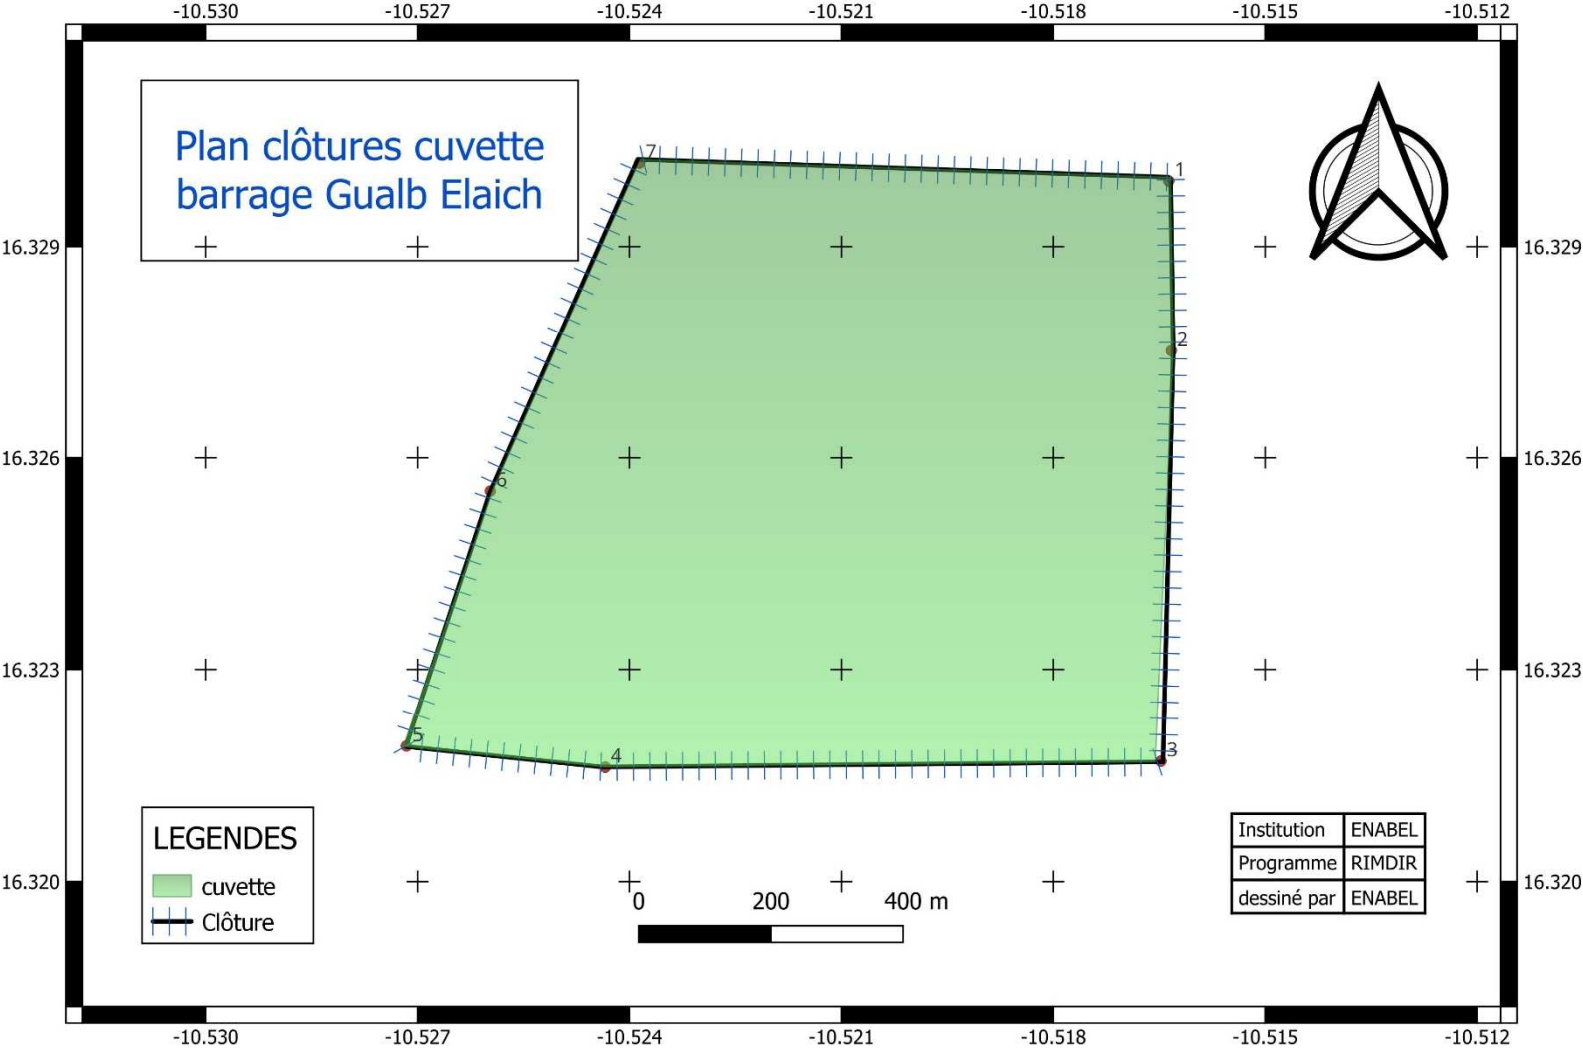 -10.530 -10.527 -10.524 -10.521 -10.518 -10.515 -10.512
Plan clôtures cuvette
barrage Gualb Elaich
7
1
16.329 16.329
2
16.326 16.326
6
16.323 16.323
5
4
3
LEGENDES
cuvette
Clôture
16.320 16.320
0 200 400 m
Institution ENABEL
Programme RIMDIR
dessiné par ENABEL
-10.530 -10.527 -10.524 -10.521 -10.518 -10.515 -10.512